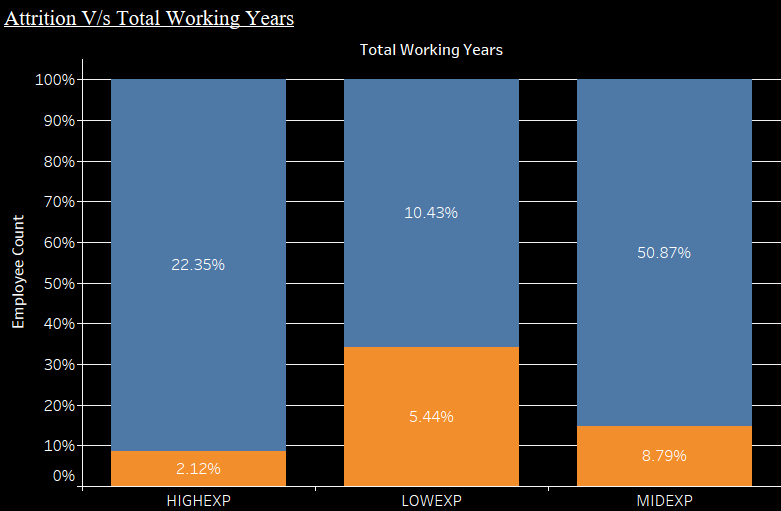 Attrition V/s Total Working Years
Total Working Years
100%
90%
80%
70%
60%
50%
40%
30%
20%
10%
0%
Employee Count
22.35%
2.12%
10.43%
5.44%
50.87%
8.79%
HIGHEXP
LOWEXP
MIDEXP